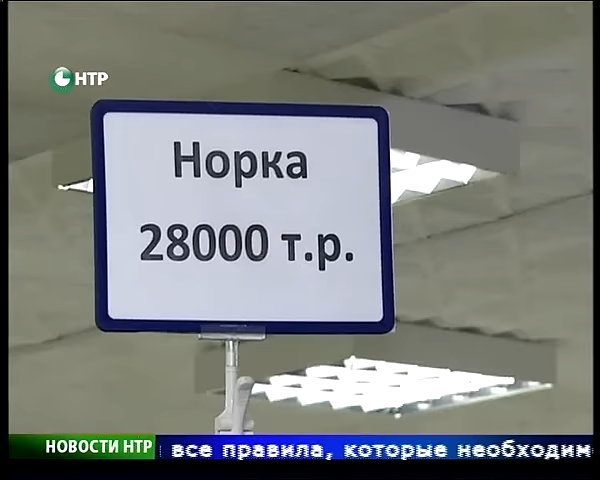 НТР
Норка
28000 т.р.
НОВОСТИ НТР все правила, которые необходим